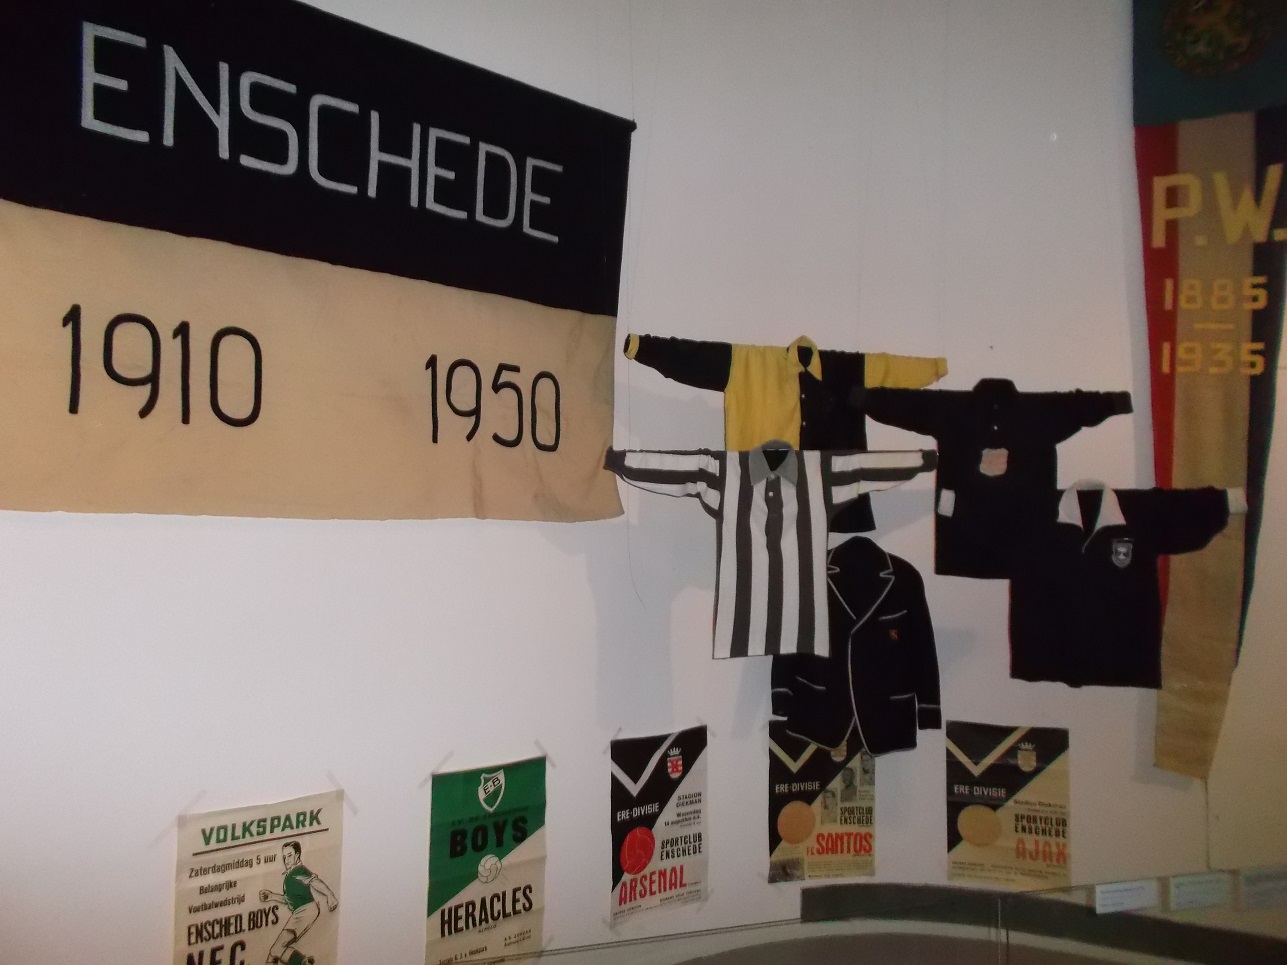 ENSCHEDE
1910 1950
P.W.
1885
1935
VOLKSPARK
Zaterdagmiddag 5 uur
Belangrijke
Voetbalwedstrijd
ENSCHED. BOYS
N.E.C.
E.B.
BOYS
HERACLES
ERE-DIVISIE
STADION
DIEKMAN
SPORTCLUB
ENSCHEDE
ARSENAL
ERE-DIVISIE
SPORTCLUB
ENSCHEDE
FC SANTOS
ERE-DIVISIE
SPORTCLUB
ENSCHEDE
AJAX